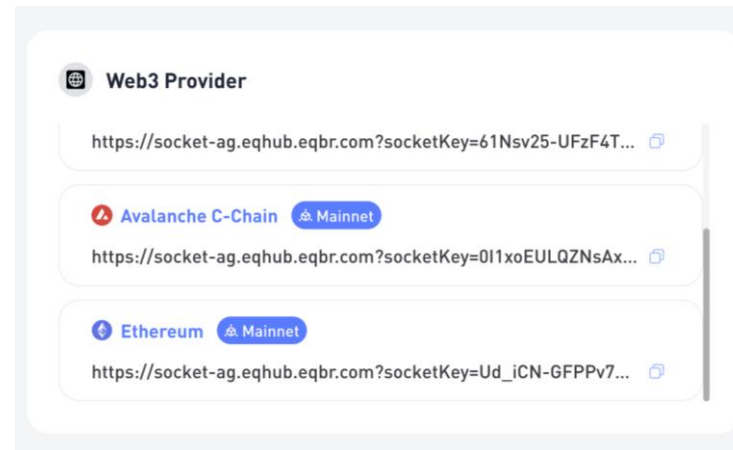 Web3 Provider
https://socket-ag.eqhub.eqbr.com?socketKey=61Nsv25-UFzF4T...
Avalanche C-Chain Mainnet
https://socket-ag.eqhub.eqbr.com?socketKey=0I1xoEULQZNsAx...
Ethereum Mainnet
https://socket-ag.eqhub.eqbr.com?socketKey=Ud_iCN-GFPPv7...